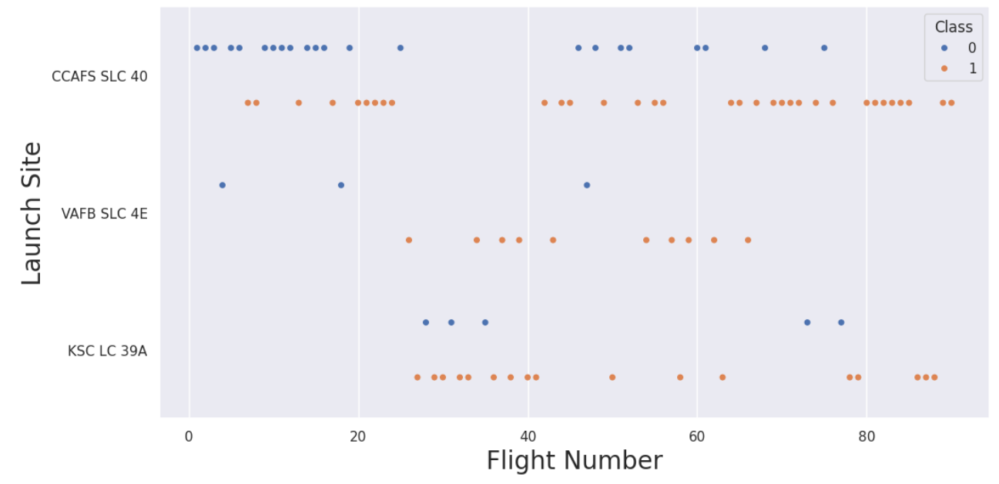 Class
0
1
CCAFS SLC 40
VAFB SLC 4E
KSC LC 39A
Launch Site
0 20 40 60 80
Flight Number